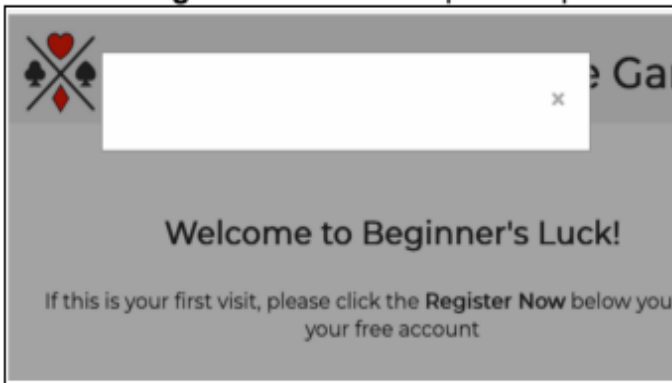 ×
e Ga
Welcome to Beginner's Luck!
If this is your first visit, please click the Register Now below you
your free account